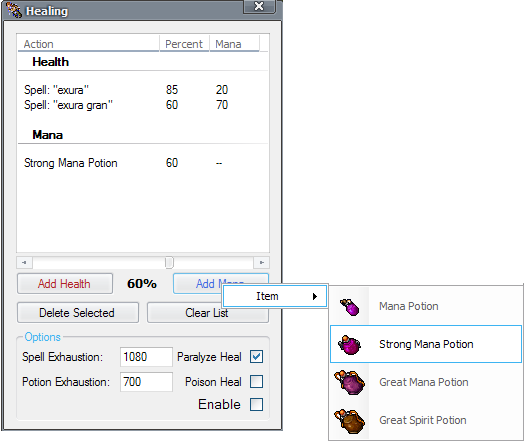 Healing
Action Percent Mana
Health
Spell: "exura" 85 20
Spell: "exura gran" 60 70
Mana
Strong Mana Potion 60 --
Add Health 60% Add Mana
Item
Delete Selected Clear List
Mana Potion
Strong Mana Potion
Great Mana Potion
Great Spirit Potion
Options
Spell Exhaustion: 1080 Paralyze Heal
Potion Exhaustion: 700 Poison Heal
Enable